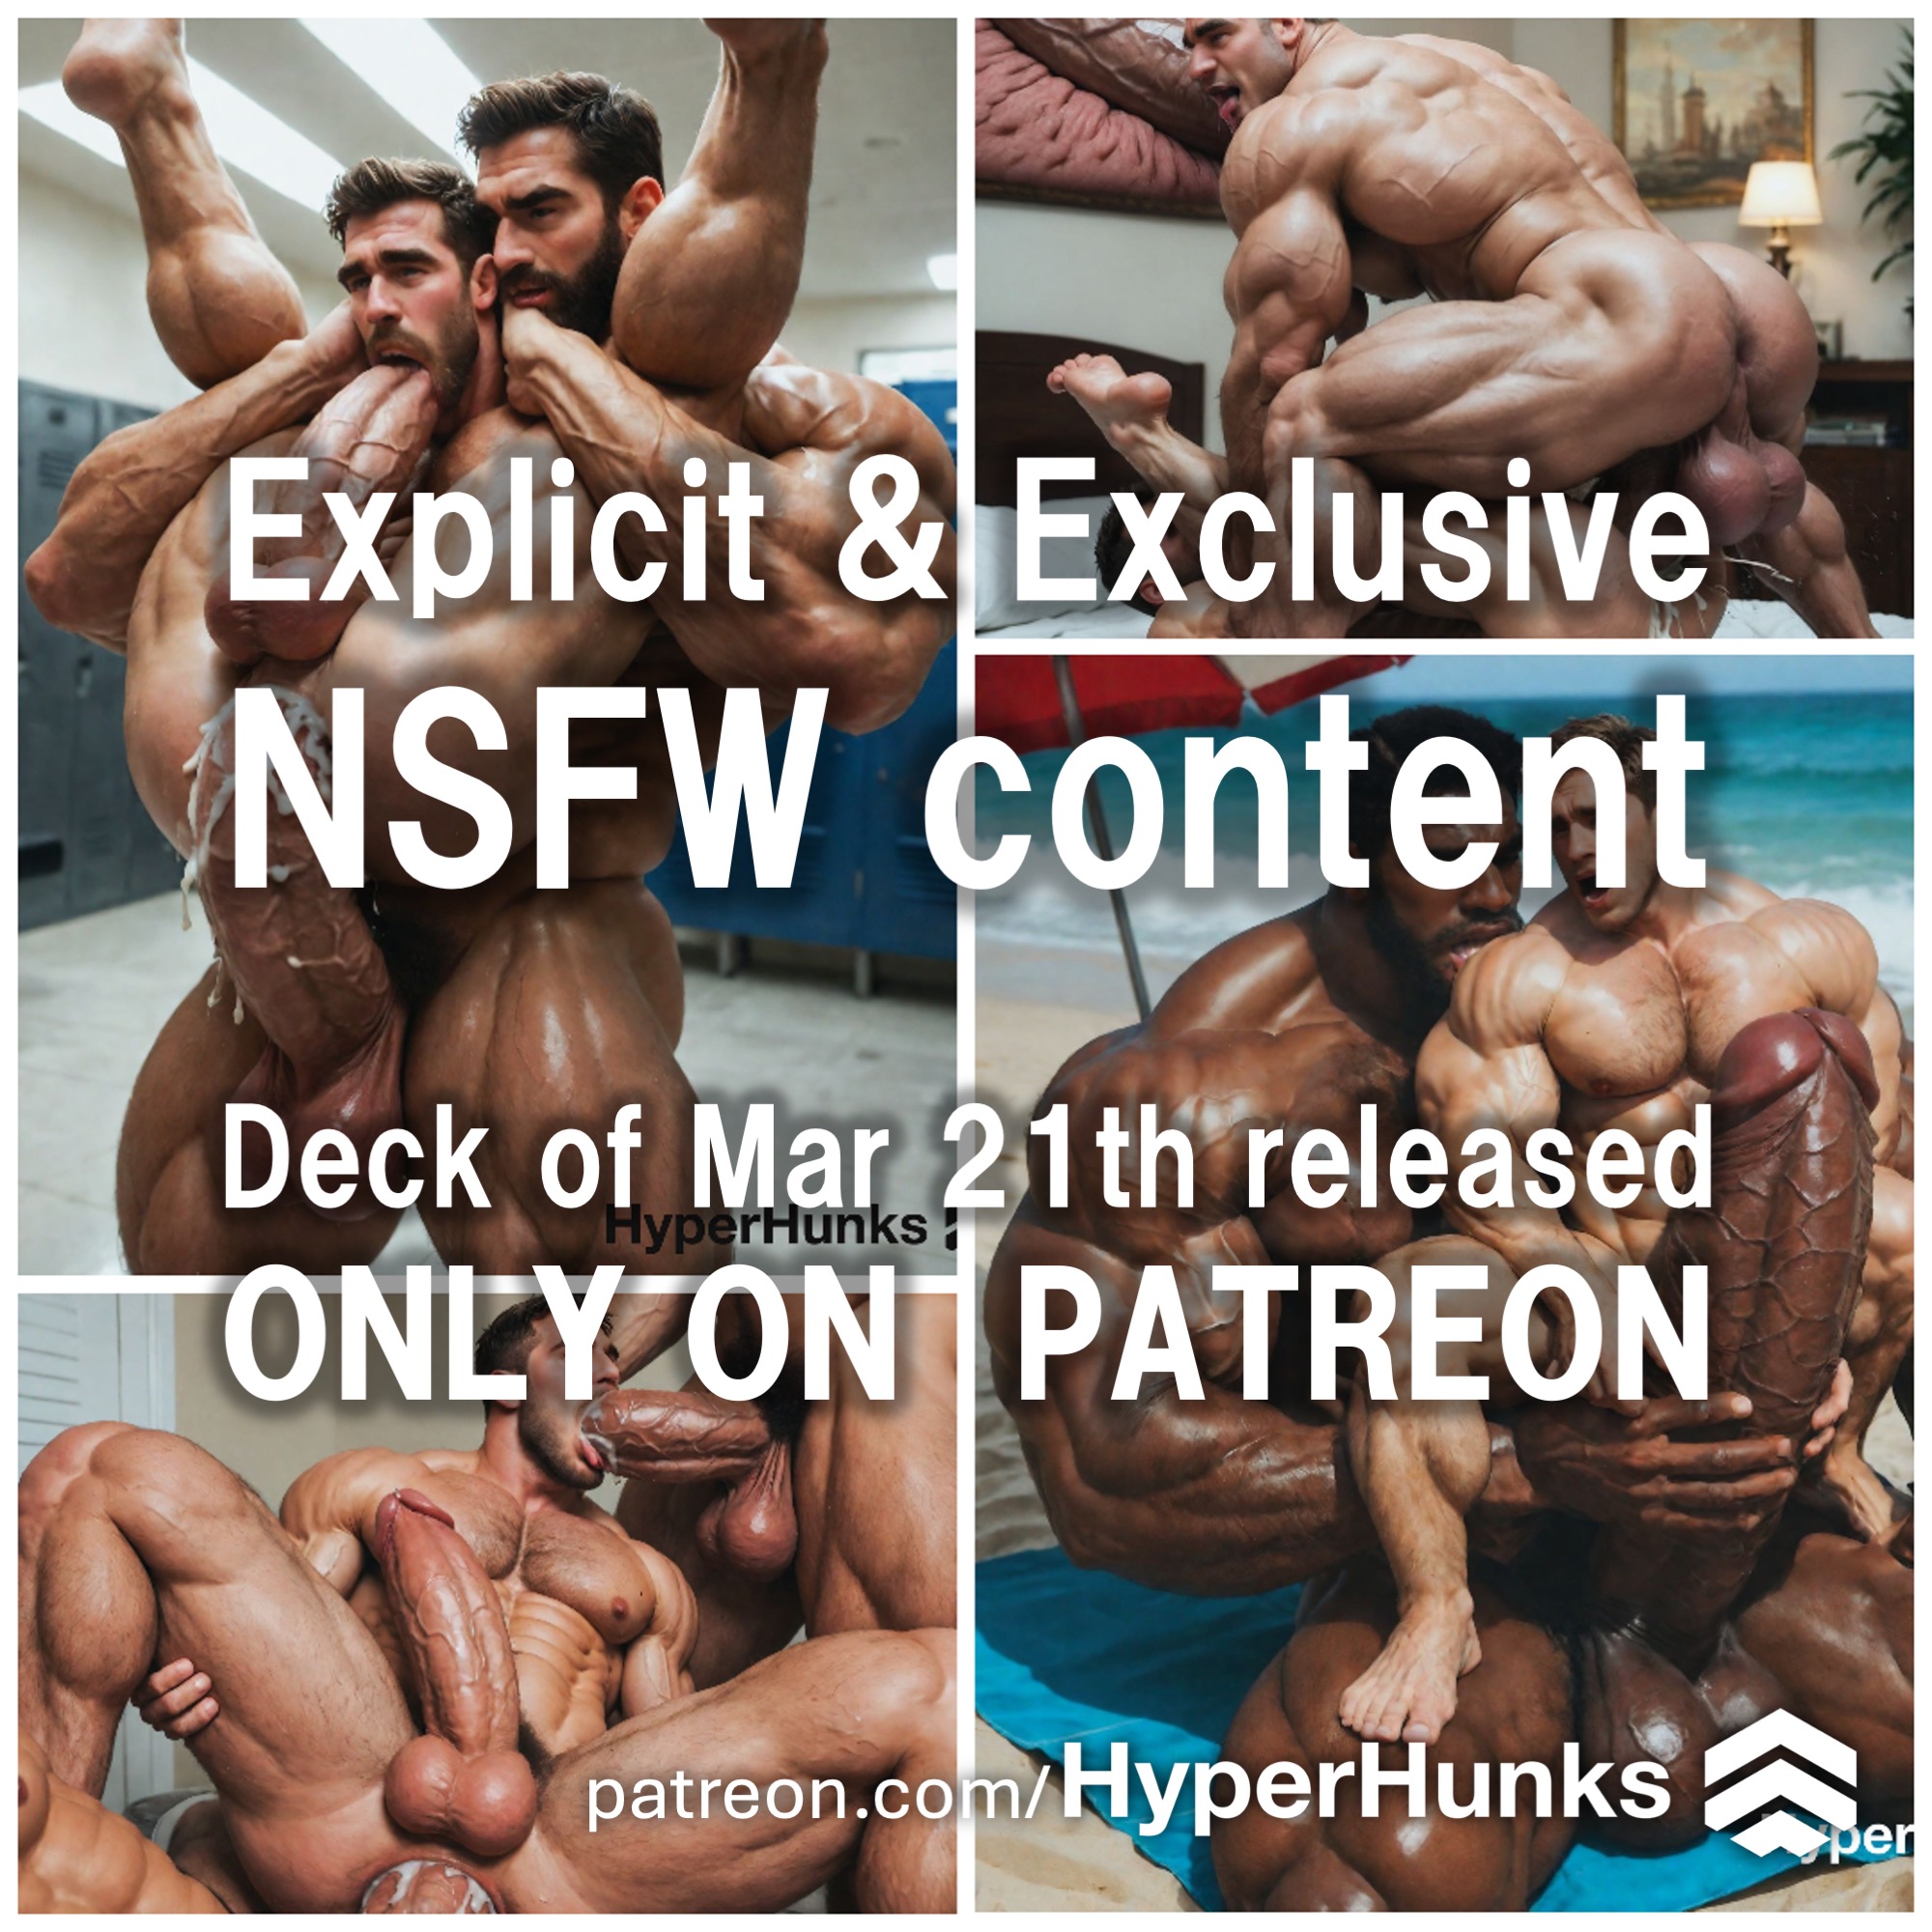 Explicit & Exclusive
NSFW content
Deck of Mar 21th released
HyperHunks
ONLY ON PATREON
patreon.com/HyperHunks